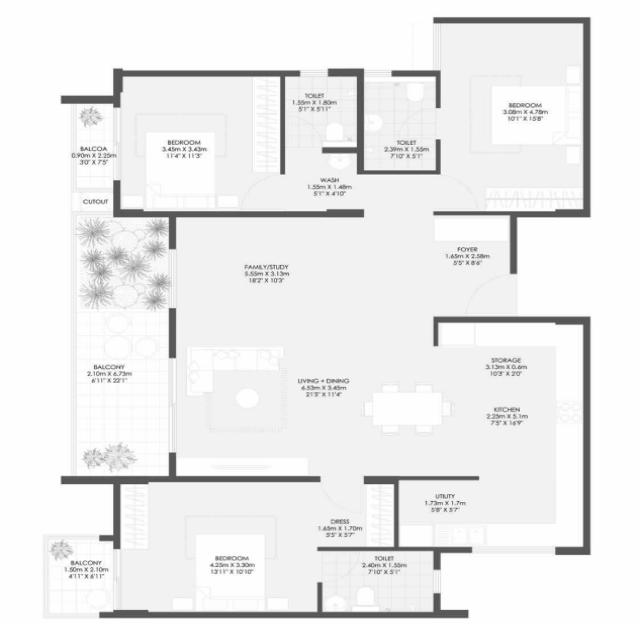 TOILET
1.55m X 1.80m
5'1" X 5'11"
BEDROOM
3.08m X 4.78m
10'1" X 15'8"
BEDROOM
3.45m X 3.43m
11'4" X 11'3"
TOILET
2.39m X 1.55m
7'10" X 5'1"
BALCOA
0.90m X 2.25m
3'0" X 7'5"
WASH
1.55m X 1.48m
5'1" X 4'10"
CUTOUT
FOYER
1.65m X 2.58m
5'5" X 8'6"
FAMILY/STUDY
5.55m X 3.13m
18'2" X 10'3"
BALCONY
2.10m X 6.73m
6'11" X 22'1"
STORAGE
3.13m X 0.6m
10'3" X 2'0"
LIVING + DINING
6.53m X 3.45m
21'5" X 11'4"
KITCHEN
2.25m X 5.1m
7'5" X 16'9"
UTILITY
1.73m X 1.7m
5'8" X 5'7"
DRESS
1.65m X 1.70m
5'5" X 5'7"
BALCONY
1.50m X 2.10m
4'11" X 6'11"
BEDROOM
4.25m X 3.30m
13'11" X 10'10"
TOILET
2.40m X 1.55m
7'10" X 5'1"